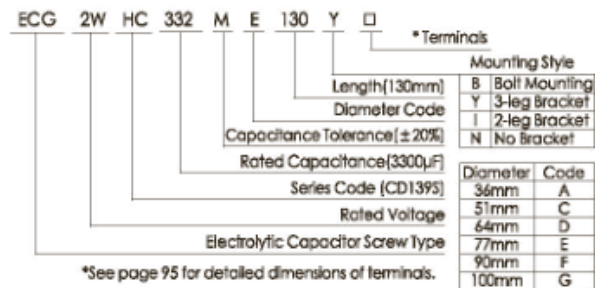 ECG 2W HC 332 M E 130 Y □
*Terminals
Mounting Style
B Bolt Mounting
Y 3-leg Bracket
I 2-leg Bracket
N No Bracket
Length(130mm)
Diameter Code
Capacitance Tolerance(±20%)
Rated Capacitance(3300μF)
Series Code (CD139S)
Rated Voltage
Electrolytic Capacitor Screw Type
Diameter Code
36mm A
51mm C
64mm D
77mm E
90mm F
100mm G
*See page 95 for detailed dimensions of terminals.